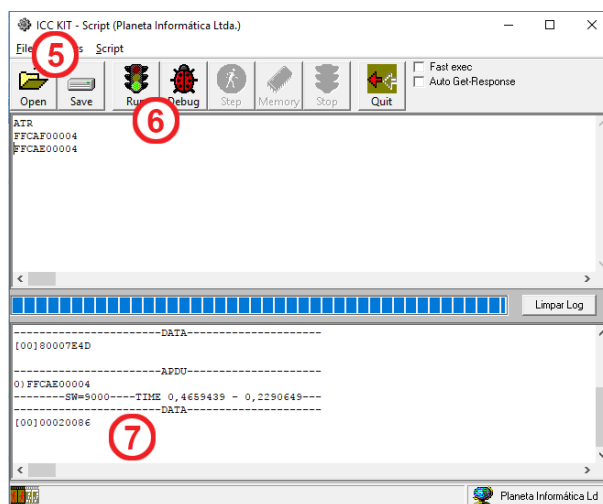 ICC KIT - Script (Planeta Informática Ltda.)
File s Script
5
Open Save Run Debug Step Memory Stop Quit
Fast exec
Auto Get-Response
6
ATR
FFCAF00004
FFCAE00004
Limpar Log
-----------------------DATA---------------------
[00]80007E4D
-----------------------APDU---------------------
0)FFCAE00004
--------SW=9000----TIME 0,4659439 - 0,2290649---
-----------------------DATA---------------------
[00]00020086
7
Planeta Informática Ld